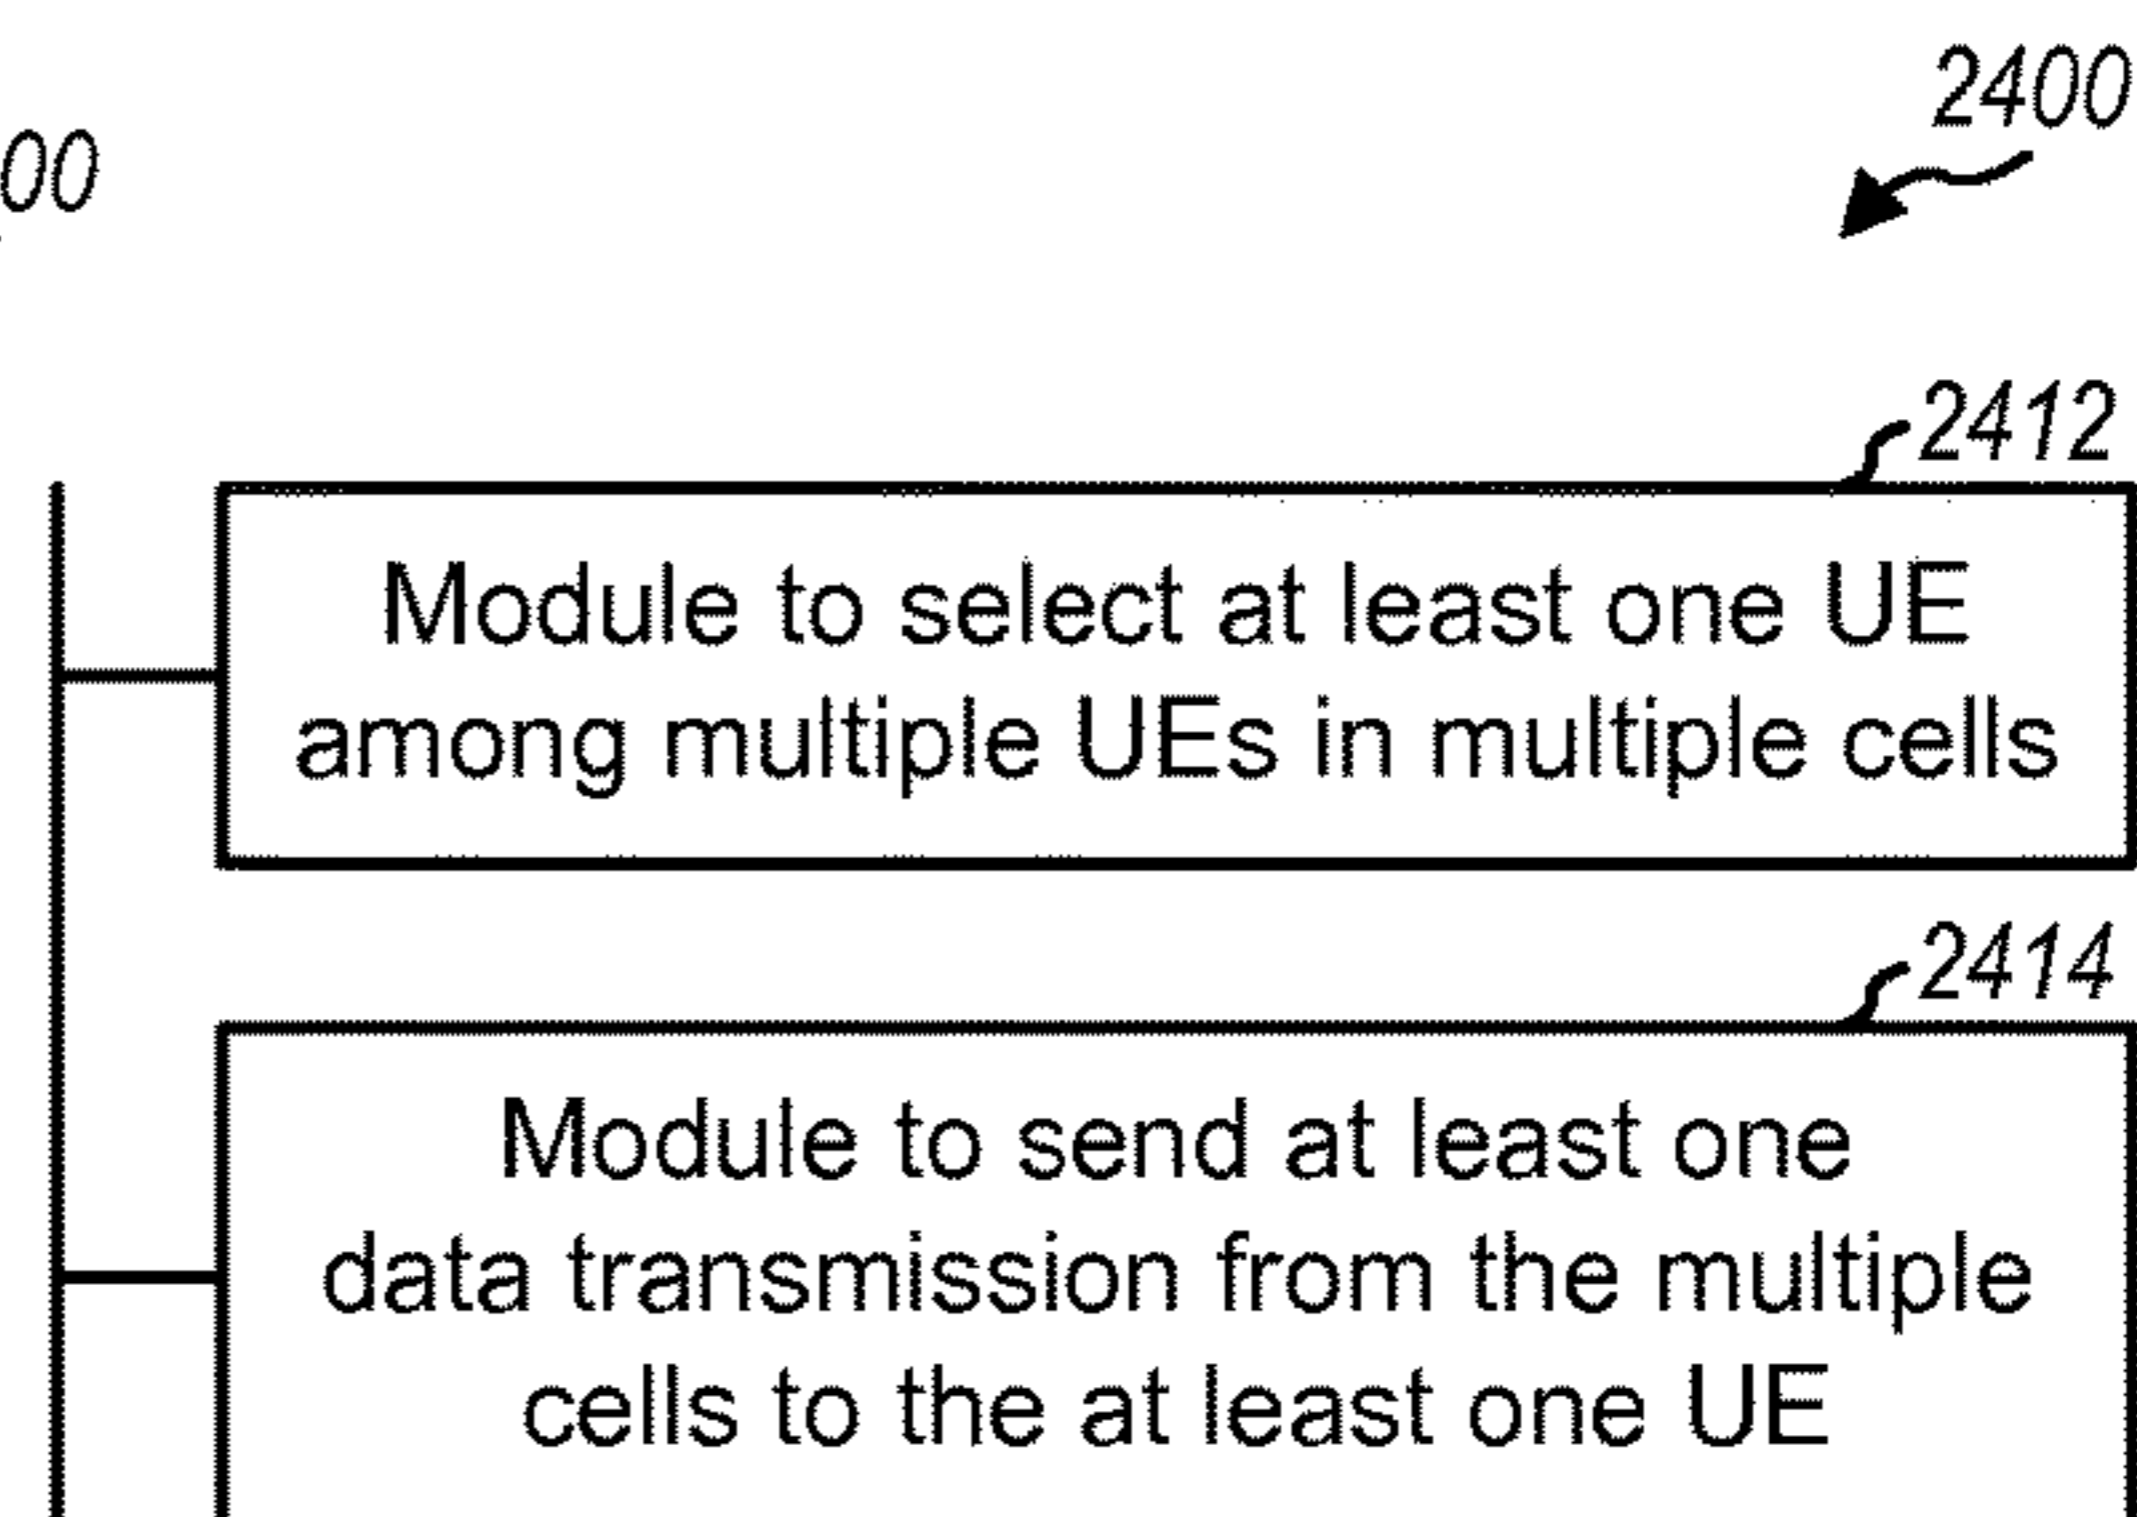 2400
00
2412
Module to select at least one UE
among multiple UEs in multiple cells
2414
Module to send at least one
data transmission from the multiple
cells to the at least one UE